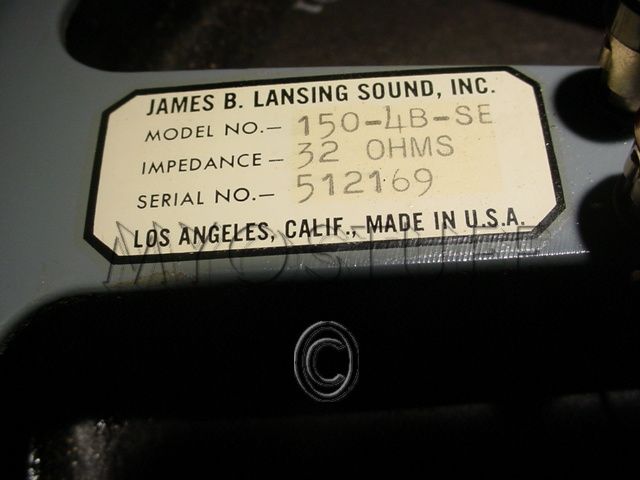 JAMES B. LANSING SOUND, INC.
MODEL NO.— 150-4B-SE
IMPEDANCE — 32 OHMS
SERIAL NO.— 512169
LOS ANGELES, CALIF., MADE IN U.S.A.
MYOSTUFF
©